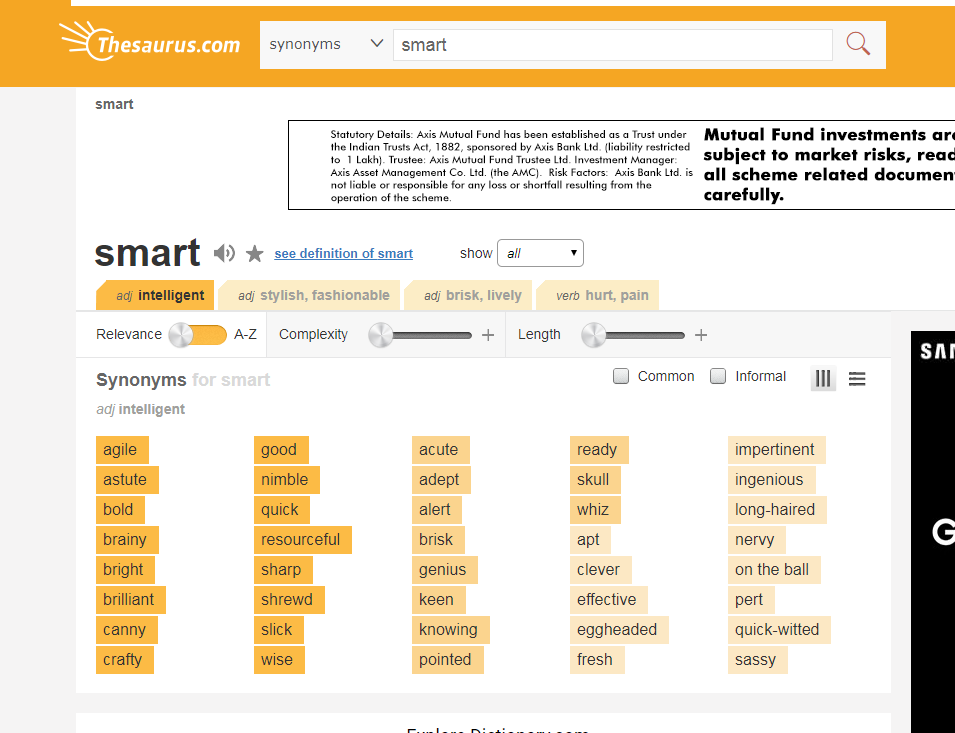 Thesaurus.com
synonyms
smart
smart
Statutory Details: Axis Mutual Fund has been established as a Trust under
the Indian Trusts Act, 1882, sponsored by Axis Bank Ltd. (liability restricted
to 1 Lakh). Trustee: Axis Mutual Fund Trustee Ltd. Investment Manager:
Axis Asset Management Co. Ltd. (the AMC). Risk Factors: Axis Bank Ltd. is
not liable or responsible for any loss or shortfall resulting from the
operation of the scheme.
Mutual Fund investments are
subject to market risks, read
all scheme related documen
carefully.
smart see definition of smart show all
adj intelligent adj stylish, fashionable adj brisk, lively verb hurt, pain
Relevance A-Z Complexity + Length +
SAM
Synonyms for smart Common Informal
adj intelligent
agile good acute ready impertinent
astute nimble adept skull ingenious
bold quick alert whiz long-haired
brainy resourceful brisk apt nervy
G
bright sharp genius clever on the ball
brilliant shrewd keen effective pert
canny slick knowing eggheaded quick-witted
crafty wise pointed fresh sassy
Explore Dictionary.com